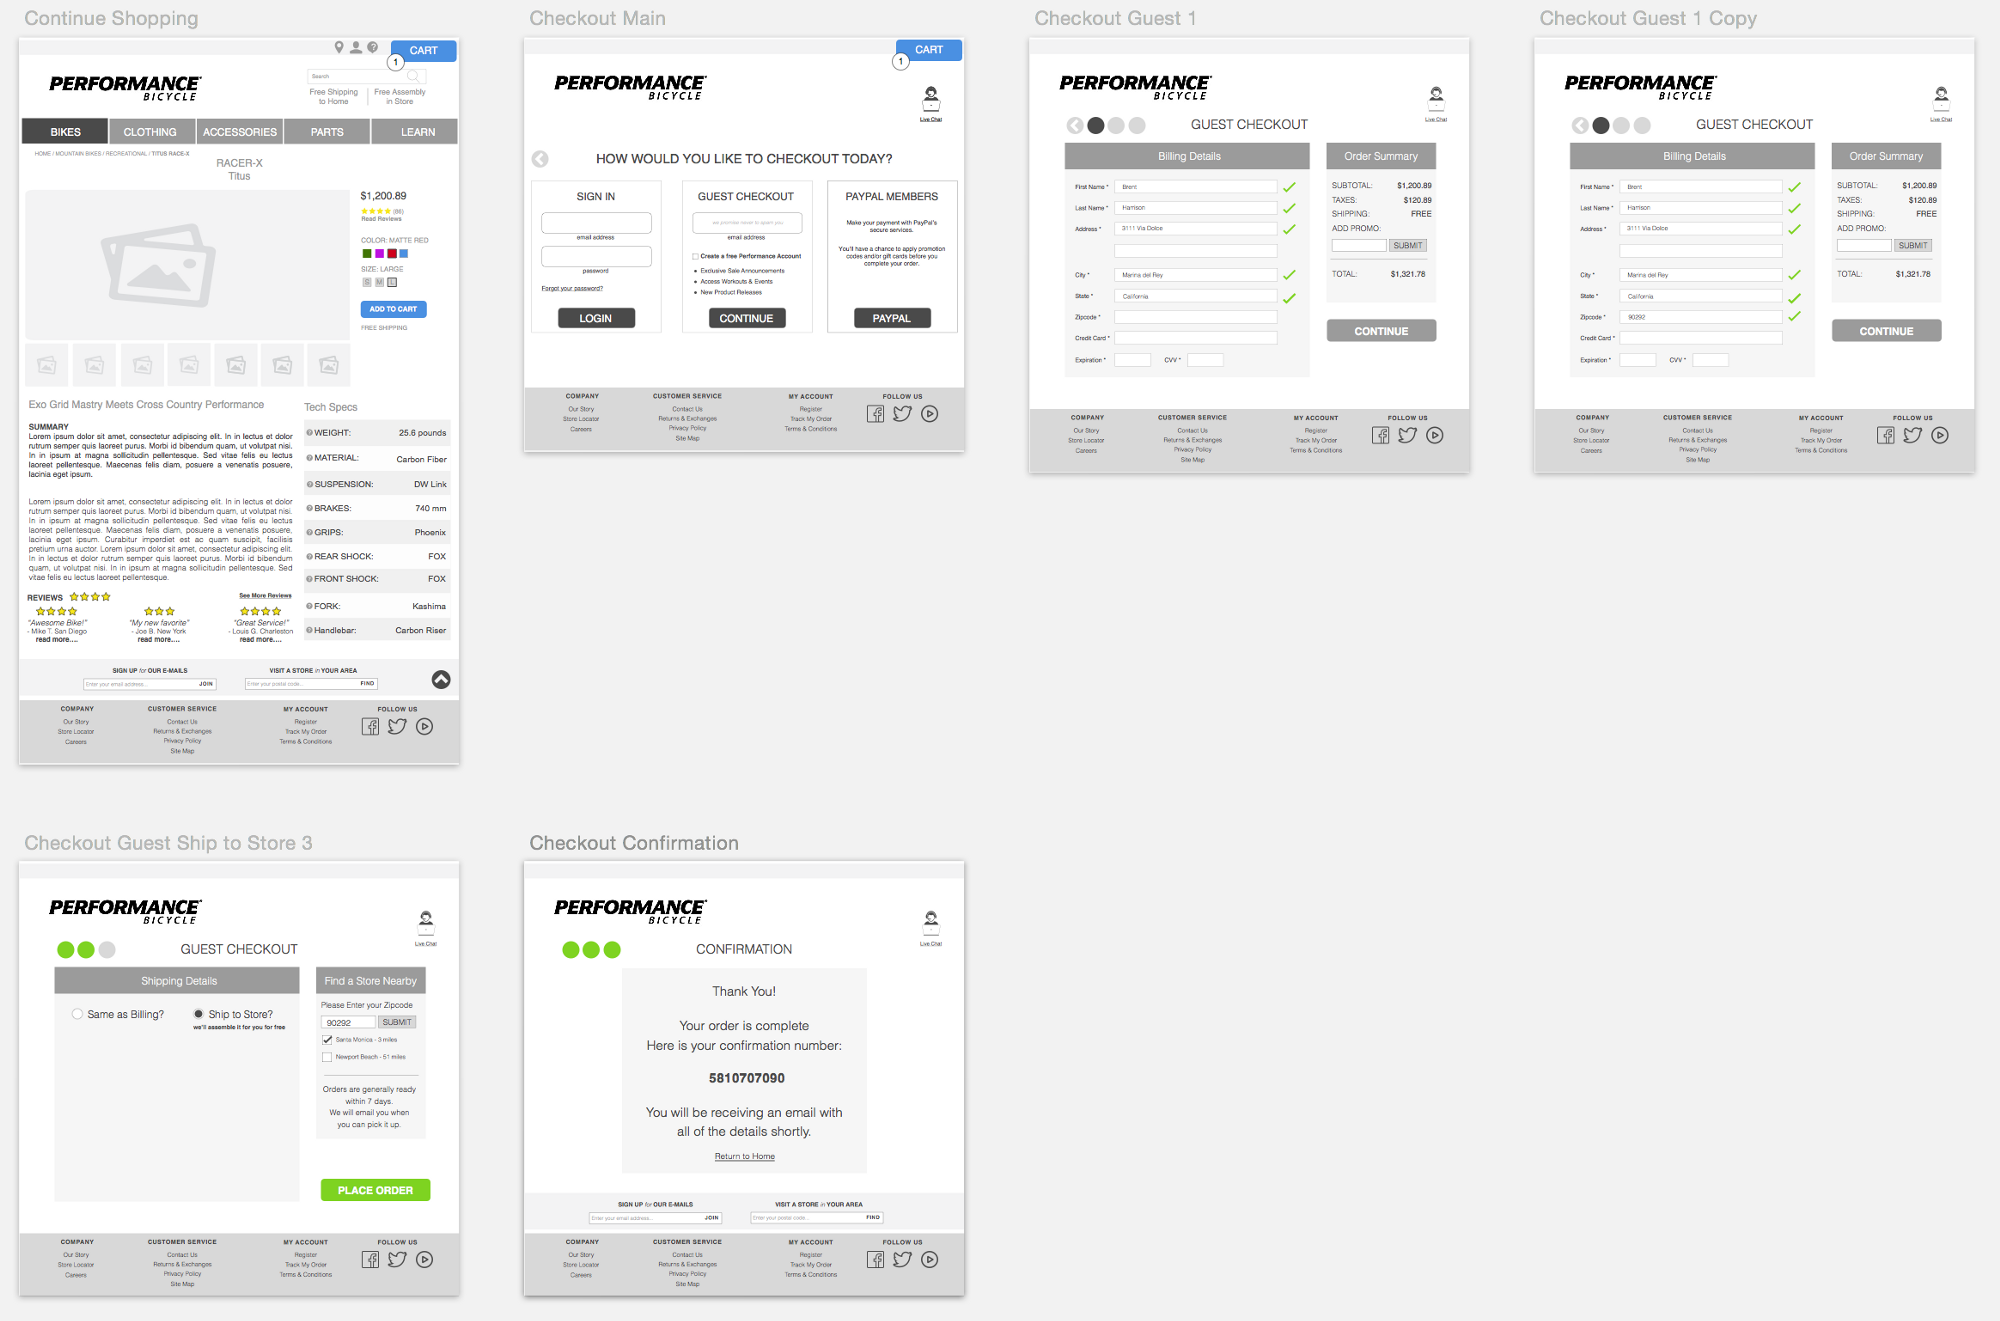 Continue Shopping
CART
1
PERFORMANCE
BICYCLE
Search
Free Shipping
to Home
Free Assembly
in Store
BIKES
CLOTHING
ACCESSORIES
PARTS
LEARN
HOME / MOUNTAIN BIKES / RECREATIONAL / TITUS RACE-X
RACER-X
Titus
$1,200.89
(86)
Read Reviews
COLOR: MATTE RED
SIZE: LARGE
S M L
ADD TO CART
FREE SHIPPING
Exo Grid Mastry Meets Cross Country Performance
SUMMARY
Lorem ipsum dolor sit amet, consectetur adipiscing elit. In in lectus et dolor
rutrum semper quis laoreet purus. Morbi id bibendum quam, ut volutpat nisi.
In in ipsum at magna sollicitudin pellentesque. Sed vitae felis eu lectus
laoreet pellentesque. Maecenas felis diam, posuere a venenatis posuere,
lacinia eget ipsum.
Lorem ipsum dolor sit amet, consectetur adipiscing elit. In in lectus et dolor
rutrum semper quis laoreet purus. Morbi id bibendum quam, ut volutpat nisi.
In in ipsum at magna sollicitudin pellentesque. Sed vitae felis eu lectus
laoreet pellentesque. Maecenas felis diam, posuere a venenatis posuere,
lacinia eget ipsum. Curabitur imperdiet est ac quam suscipit, facilisis
pretium urna auctor. Lorem ipsum dolor sit amet, consectetur adipiscing elit.
In in lectus et dolor rutrum semper quis laoreet purus. Morbi id bibendum
quam, ut volutpat nisi. In in ipsum at magna sollicitudin pellentesque. Sed
vitae felis eu lectus laoreet pellentesque.
Tech Specs
WEIGHT: 25.6 pounds
MATERIAL: Carbon Fiber
SUSPENSION: DW Link
BRAKES: 740 mm
GRIPS: Phoenix
REAR SHOCK: FOX
FRONT SHOCK: FOX
FORK: Kashima
Handlebar: Carbon Riser
REVIEWS
See More Reviews
"Awesome Bike!"
- Mike T. San Diego
read more....
"My new favorite"
- Joe B. New York
read more....
"Great Service!"
- Louis G. Charleston
read more....
SIGN UP for OUR E-MAILS
Enter your email address...
JOIN
VISIT A STORE in YOUR AREA
Enter your postal code...
FIND
COMPANY
Our Story
Store Locator
Careers
CUSTOMER SERVICE
Contact Us
Returns & Exchanges
Privacy Policy
Site Map
MY ACCOUNT
Register
Track My Order
Terms & Conditions
FOLLOW US
Checkout Main
CART
1
PERFORMANCE
BICYCLE
Live Chat
HOW WOULD YOU LIKE TO CHECKOUT TODAY?
SIGN IN
email address
password
Forgot your password?
LOGIN
GUEST CHECKOUT
we promise never to spam you
email address
Create a free Performance Account
Exclusive Sale Announcements
Access Workouts & Events
New Product Releases
CONTINUE
PAYPAL MEMBERS
Make your payment with PayPal's
secure services.
You'll have a chance to apply promotion
codes and/or gift cards before you
complete your order.
PAYPAL
COMPANY
Our Story
Store Locator
Careers
CUSTOMER SERVICE
Contact Us
Returns & Exchanges
Privacy Policy
Site Map
MY ACCOUNT
Register
Track My Order
Terms & Conditions
FOLLOW US
Checkout Guest 1
PERFORMANCE
BICYCLE
Live Chat
GUEST CHECKOUT
Billing Details
First Name * Brent
Last Name * Harrison
Address * 3111 Via Dolce
City * Marina del Rey
State * California
Zipcode *
Credit Card *
Expiration * CVV *
Order Summary
SUBTOTAL: $1,200.89
TAXES: $120.89
SHIPPING: FREE
ADD PROMO:
SUBMIT
TOTAL: $1,321.78
CONTINUE
COMPANY
Our Story
Store Locator
Careers
CUSTOMER SERVICE
Contact Us
Returns & Exchanges
Privacy Policy
Site Map
MY ACCOUNT
Register
Track My Order
Terms & Conditions
FOLLOW US
Checkout Guest 1 Copy
PERFORMANCE
BICYCLE
Live Chat
GUEST CHECKOUT
Billing Details
First Name * Brent
Last Name * Harrison
Address * 3111 Via Dolce
City * Marina del Rey
State * California
Zipcode * 90292
Credit Card *
Expiration * CVV *
Order Summary
SUBTOTAL: $1,200.89
TAXES: $120.89
SHIPPING: FREE
ADD PROMO:
SUBMIT
TOTAL: $1,321.78
CONTINUE
COMPANY
Our Story
Store Locator
Careers
CUSTOMER SERVICE
Contact Us
Returns & Exchanges
Privacy Policy
Site Map
MY ACCOUNT
Register
Track My Order
Terms & Conditions
FOLLOW US
Checkout Guest Ship to Store 3
PERFORMANCE
BICYCLE
Live Chat
GUEST CHECKOUT
Shipping Details
Same as Billing?
Ship to Store?
we'll assemble it for you for free
Find a Store Nearby
Please Enter your Zipcode
90292
SUBMIT
Santa Monica - 3 miles
Newport Beach - 51 miles
Orders are generally ready
within 7 days.
We will email you when
you can pick it up.
PLACE ORDER
COMPANY
Our Story
Store Locator
Careers
CUSTOMER SERVICE
Contact Us
Returns & Exchanges
Privacy Policy
Site Map
MY ACCOUNT
Register
Track My Order
Terms & Conditions
FOLLOW US
Checkout Confirmation
PERFORMANCE
BICYCLE
Live Chat
CONFIRMATION
Thank You!
Your order is complete
Here is your confirmation number:
5810707090
You will be receiving an email with
all of the details shortly.
Return to Home
SIGN UP for OUR E-MAILS
Enter your email address...
JOIN
VISIT A STORE in YOUR AREA
Enter your postal code...
FIND
COMPANY
Our Story
Store Locator
Careers
CUSTOMER SERVICE
Contact Us
Returns & Exchanges
Privacy Policy
Site Map
MY ACCOUNT
Register
Track My Order
Terms & Conditions
FOLLOW US